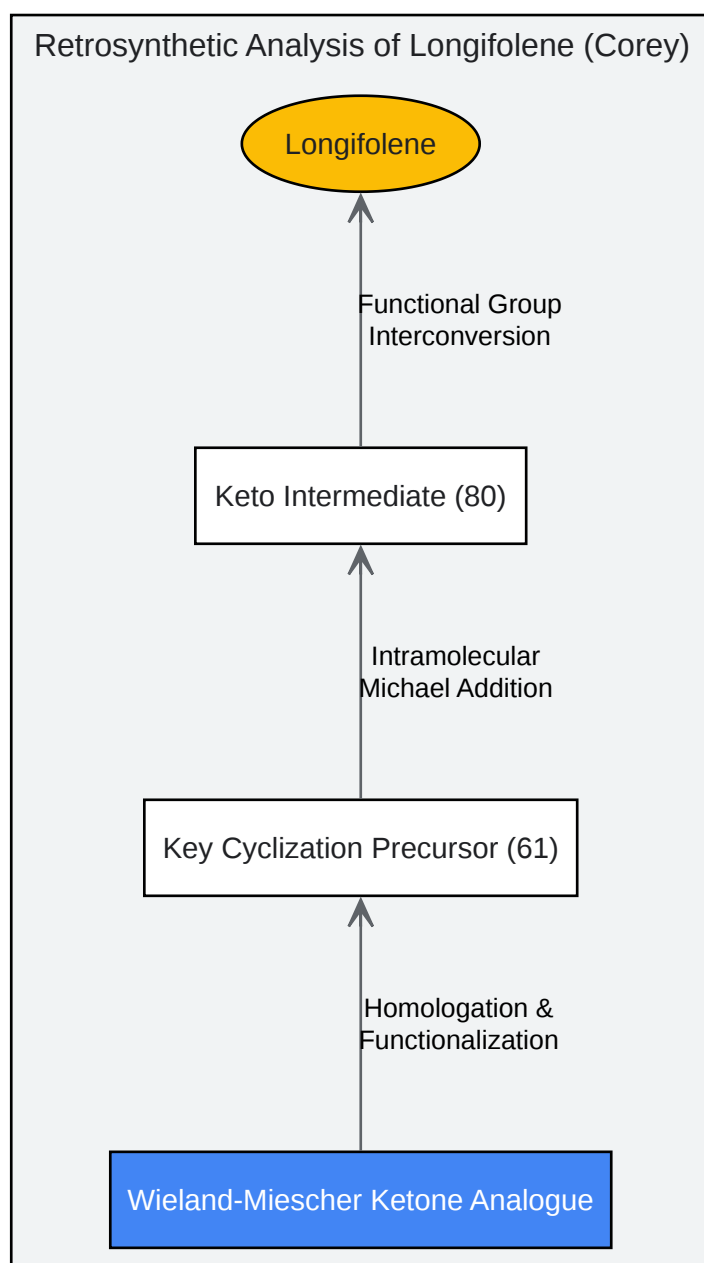 Retrosynthetic Analysis of Longifolene (Corey)
Longifolene
Functional Group
Interconversion
Keto Intermediate (80)
Intramolecular
Michael Addition
Key Cyclization Precursor (61)
Homologation &
Functionalization
Wieland-Miescher Ketone Analogue